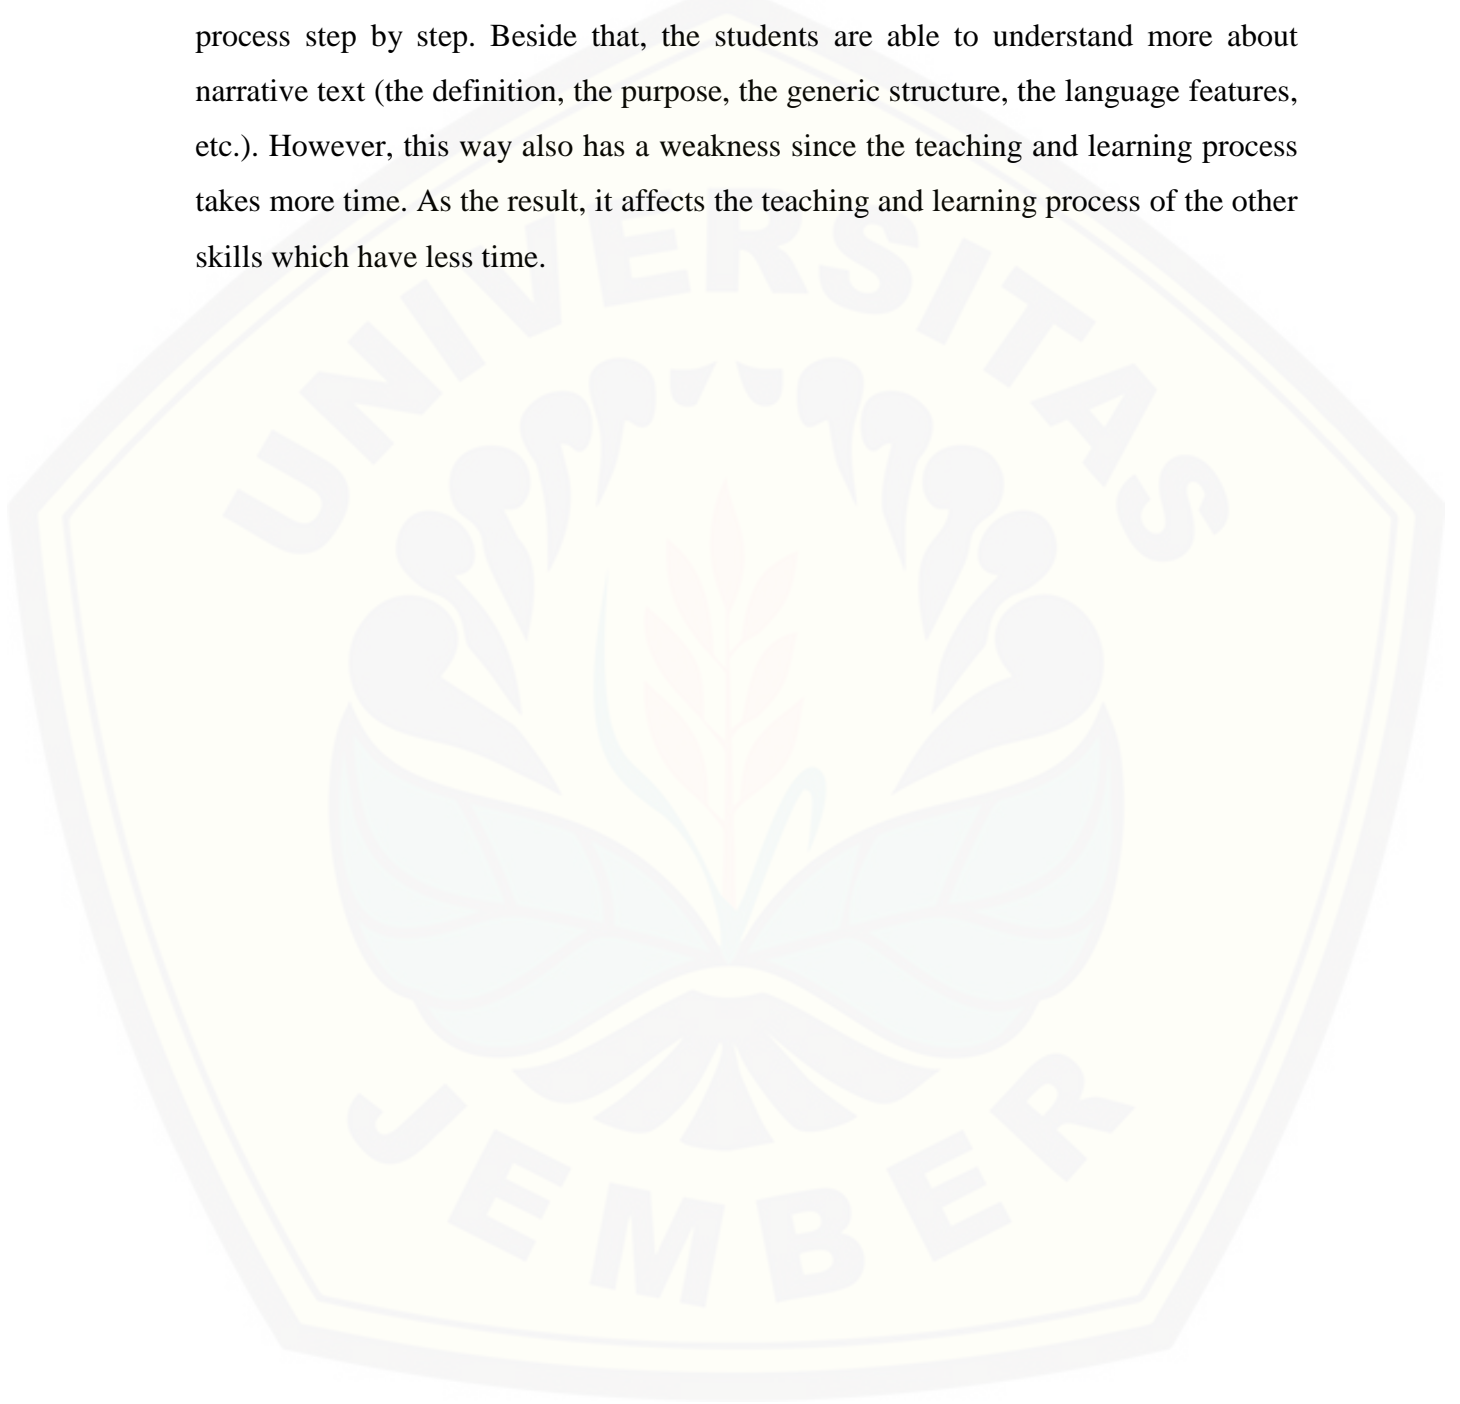 process step by step. Beside that, the students are able to understand more about
narrative text (the definition, the purpose, the generic structure, the language features,
etc.). However, this way also has a weakness since the teaching and learning process
takes more time. As the result, it affects the teaching and learning process of the other
skills which have less time.
UNIVERSITAS
JEMBER